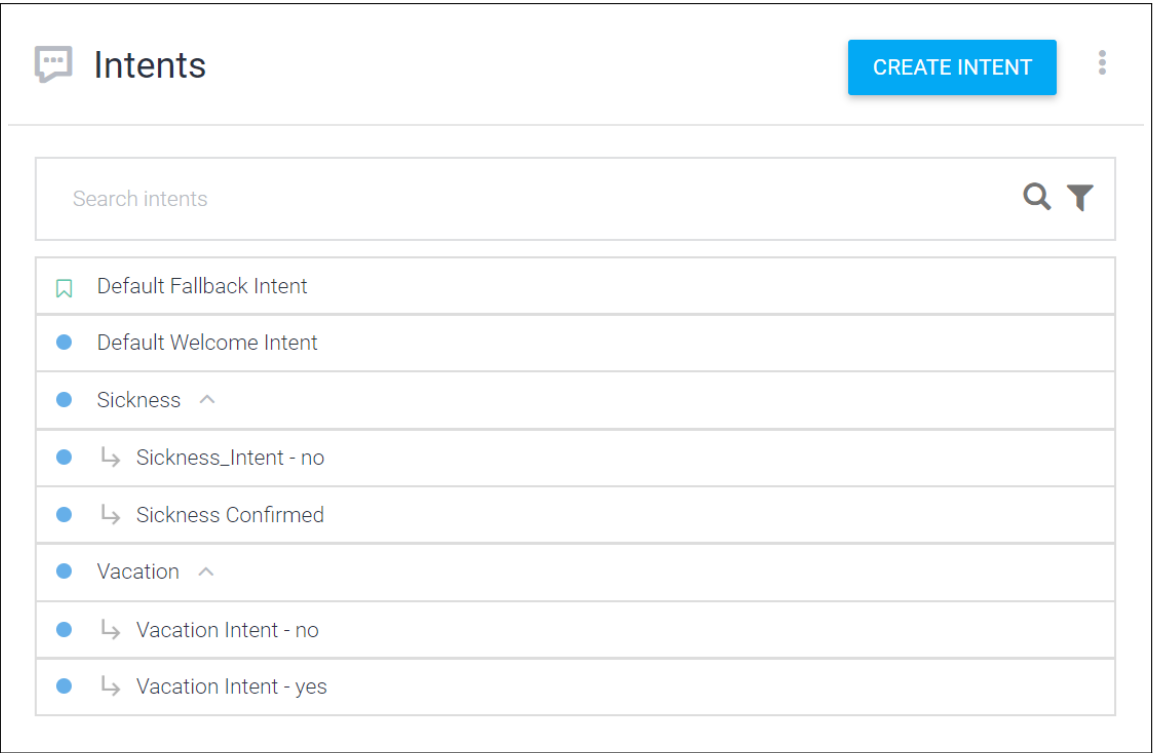 Intents
CREATE INTENT
Search intents
Default Fallback Intent
Default Welcome Intent
Sickness
Sickness_Intent - no
Sickness Confirmed
Vacation
Vacation Intent - no
Vacation Intent - yes